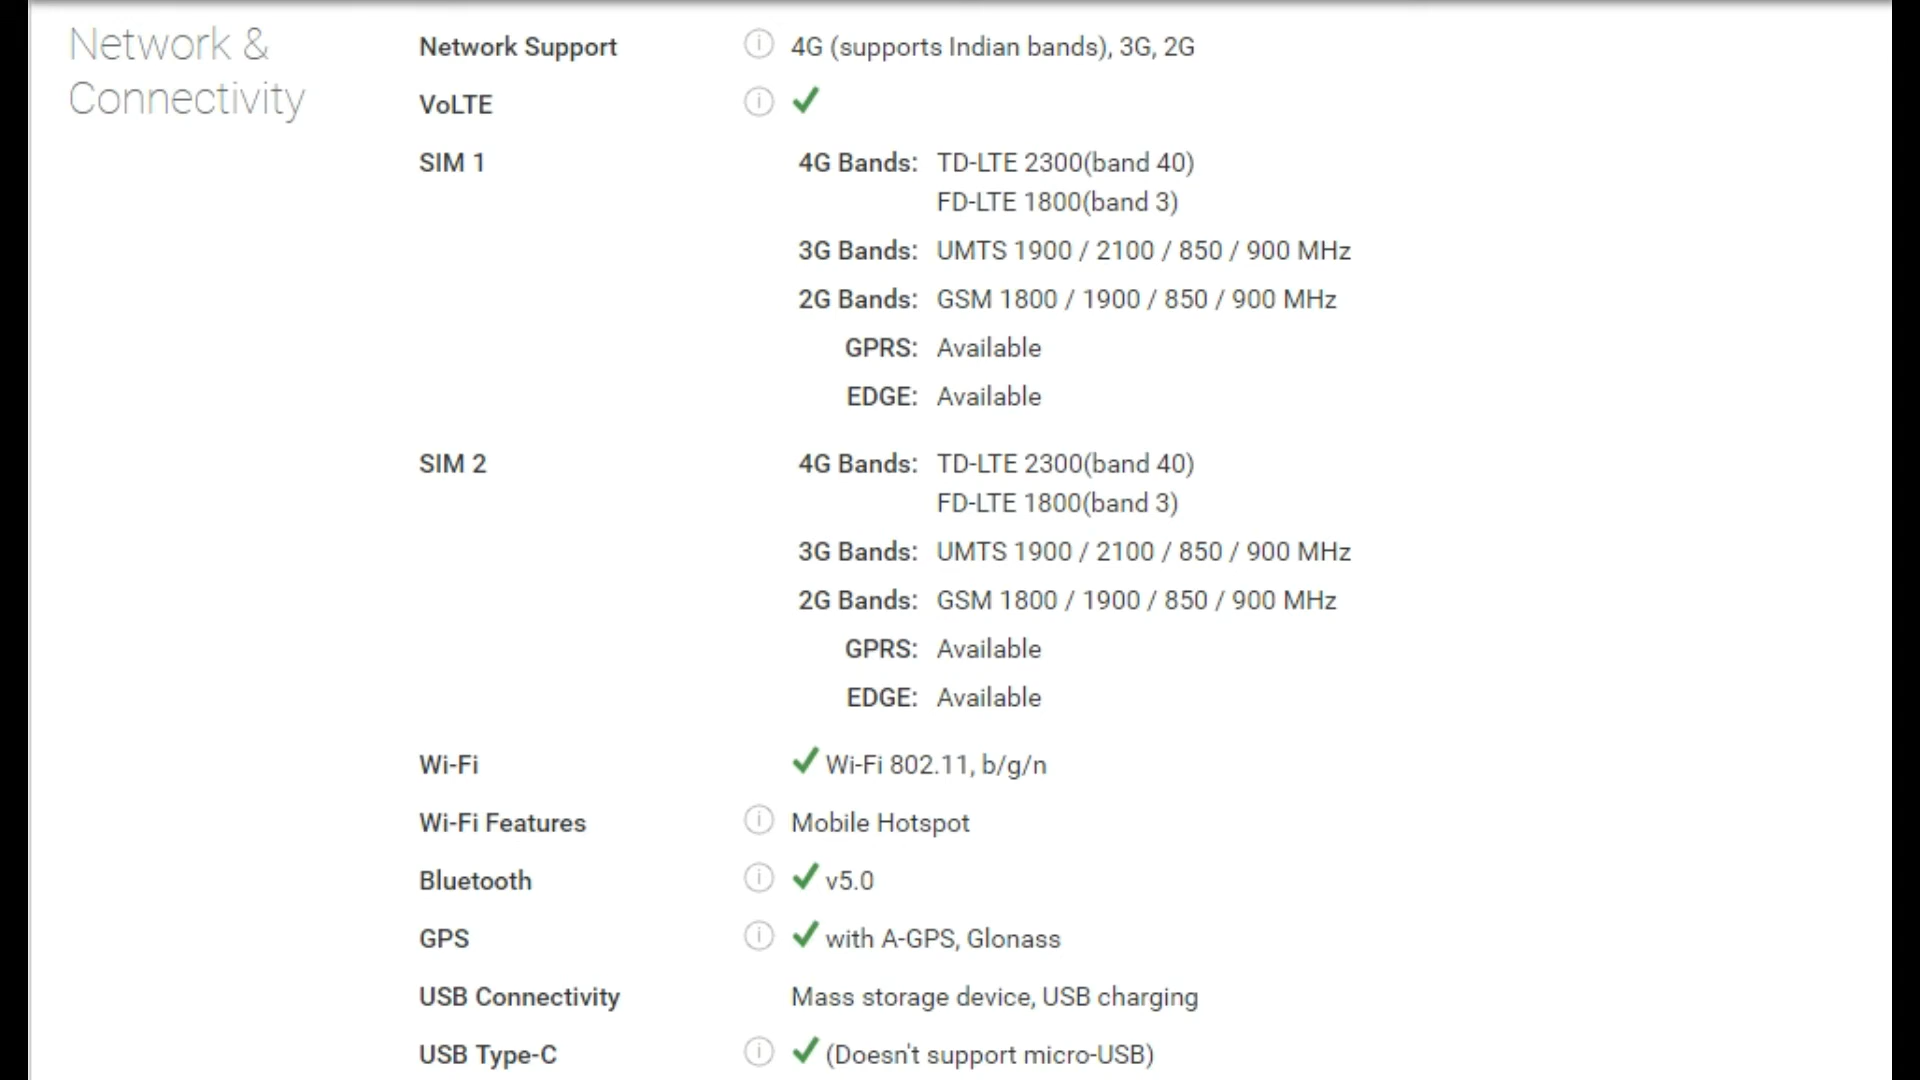 Network &
Connectivity
Network Support 4G (supports Indian bands), 3G, 2G
VoLTE
SIM 1 4G Bands: TD-LTE 2300(band 40)
FD-LTE 1800(band 3)
3G Bands: UMTS 1900 / 2100 / 850 / 900 MHz
2G Bands: GSM 1800 / 1900 / 850 / 900 MHz
GPRS: Available
EDGE: Available
SIM 2 4G Bands: TD-LTE 2300(band 40)
FD-LTE 1800(band 3)
3G Bands: UMTS 1900 / 2100 / 850 / 900 MHz
2G Bands: GSM 1800 / 1900 / 850 / 900 MHz
GPRS: Available
EDGE: Available
Wi-Fi Wi-Fi 802.11, b/g/n
Wi-Fi Features Mobile Hotspot
Bluetooth v5.0
GPS with A-GPS, Glonass
USB Connectivity Mass storage device, USB charging
USB Type-C (Doesn't support micro-USB)